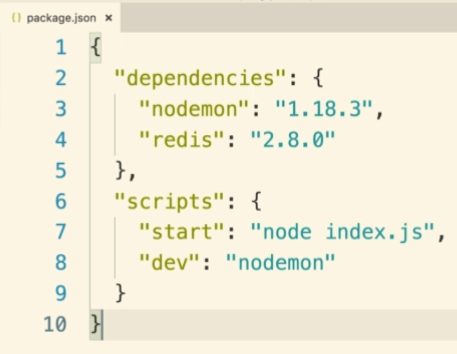 {} package.json ×
1 {
2   "dependencies": {
3     "nodemon": "1.18.3",
4     "redis": "2.8.0"
5   },
6   "scripts": {
7     "start": "node index.js",
8     "dev": "nodemon"
9   }
10 }